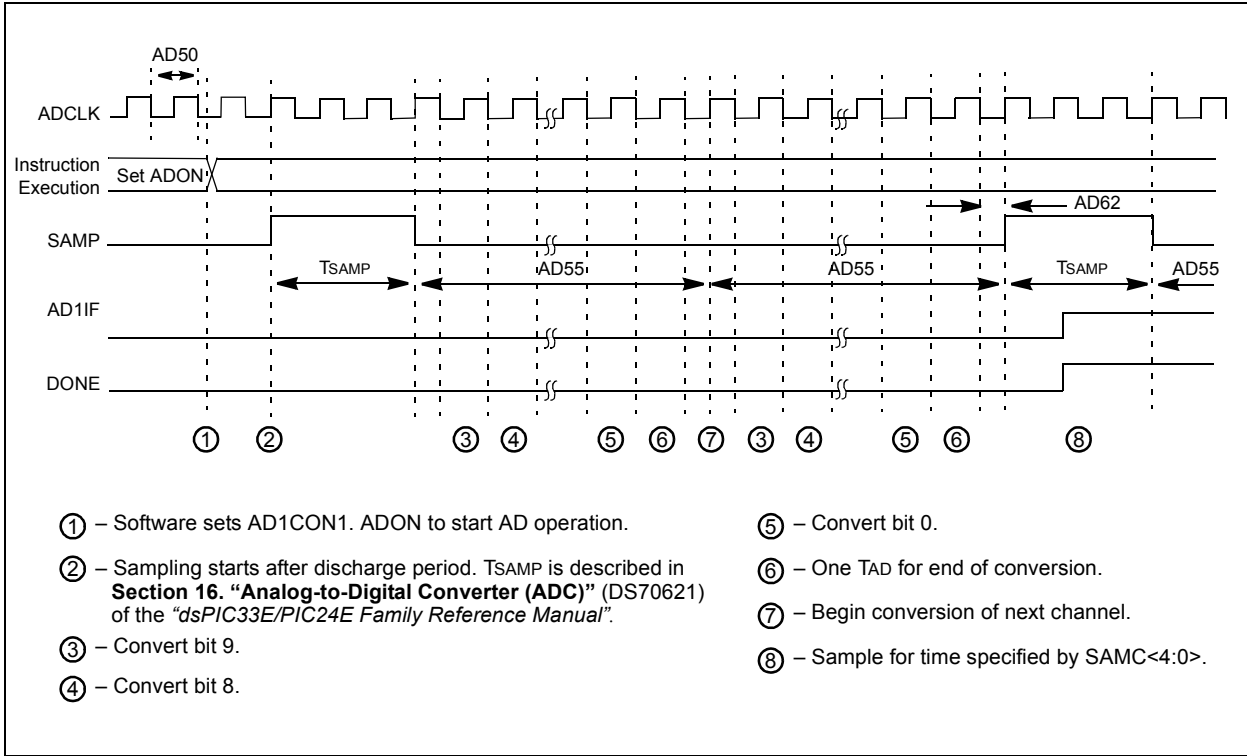 AD50
ADCLK
Instruction
Execution
Set ADON
AD62
SAMP
TSAMP
AD55
AD55
TSAMP
AD55
AD1IF
DONE
1 2 3 4 5 6 7 3 4 5 6 8
1 – Software sets AD1CON1. ADON to start AD operation.
2 – Sampling starts after discharge period. TSAMP is described in
Section 16. “Analog-to-Digital Converter (ADC)” (DS70621)
of the “dsPIC33E/PIC24E Family Reference Manual”.
3 – Convert bit 9.
4 – Convert bit 8.
5 – Convert bit 0.
6 – One TAD for end of conversion.
7 – Begin conversion of next channel.
8 – Sample for time specified by SAMC<4:0>.